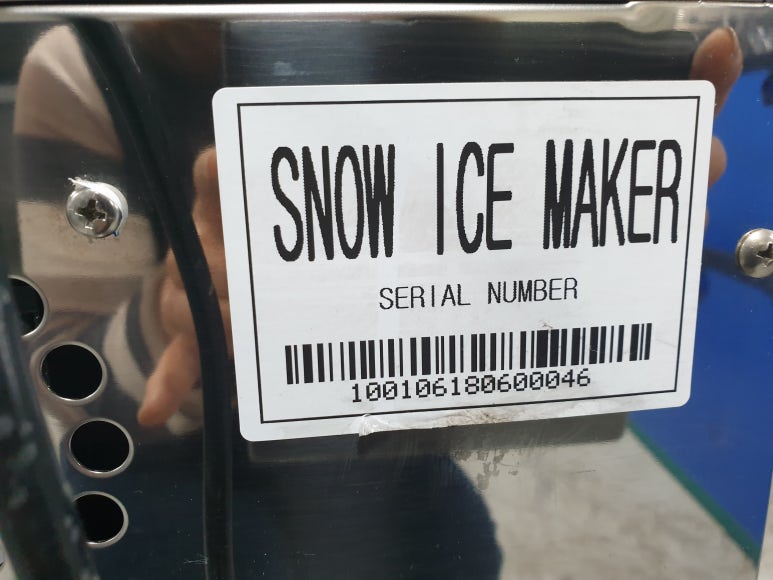 SNOW ICE MAKER
SERIAL NUMBER
100106180600046